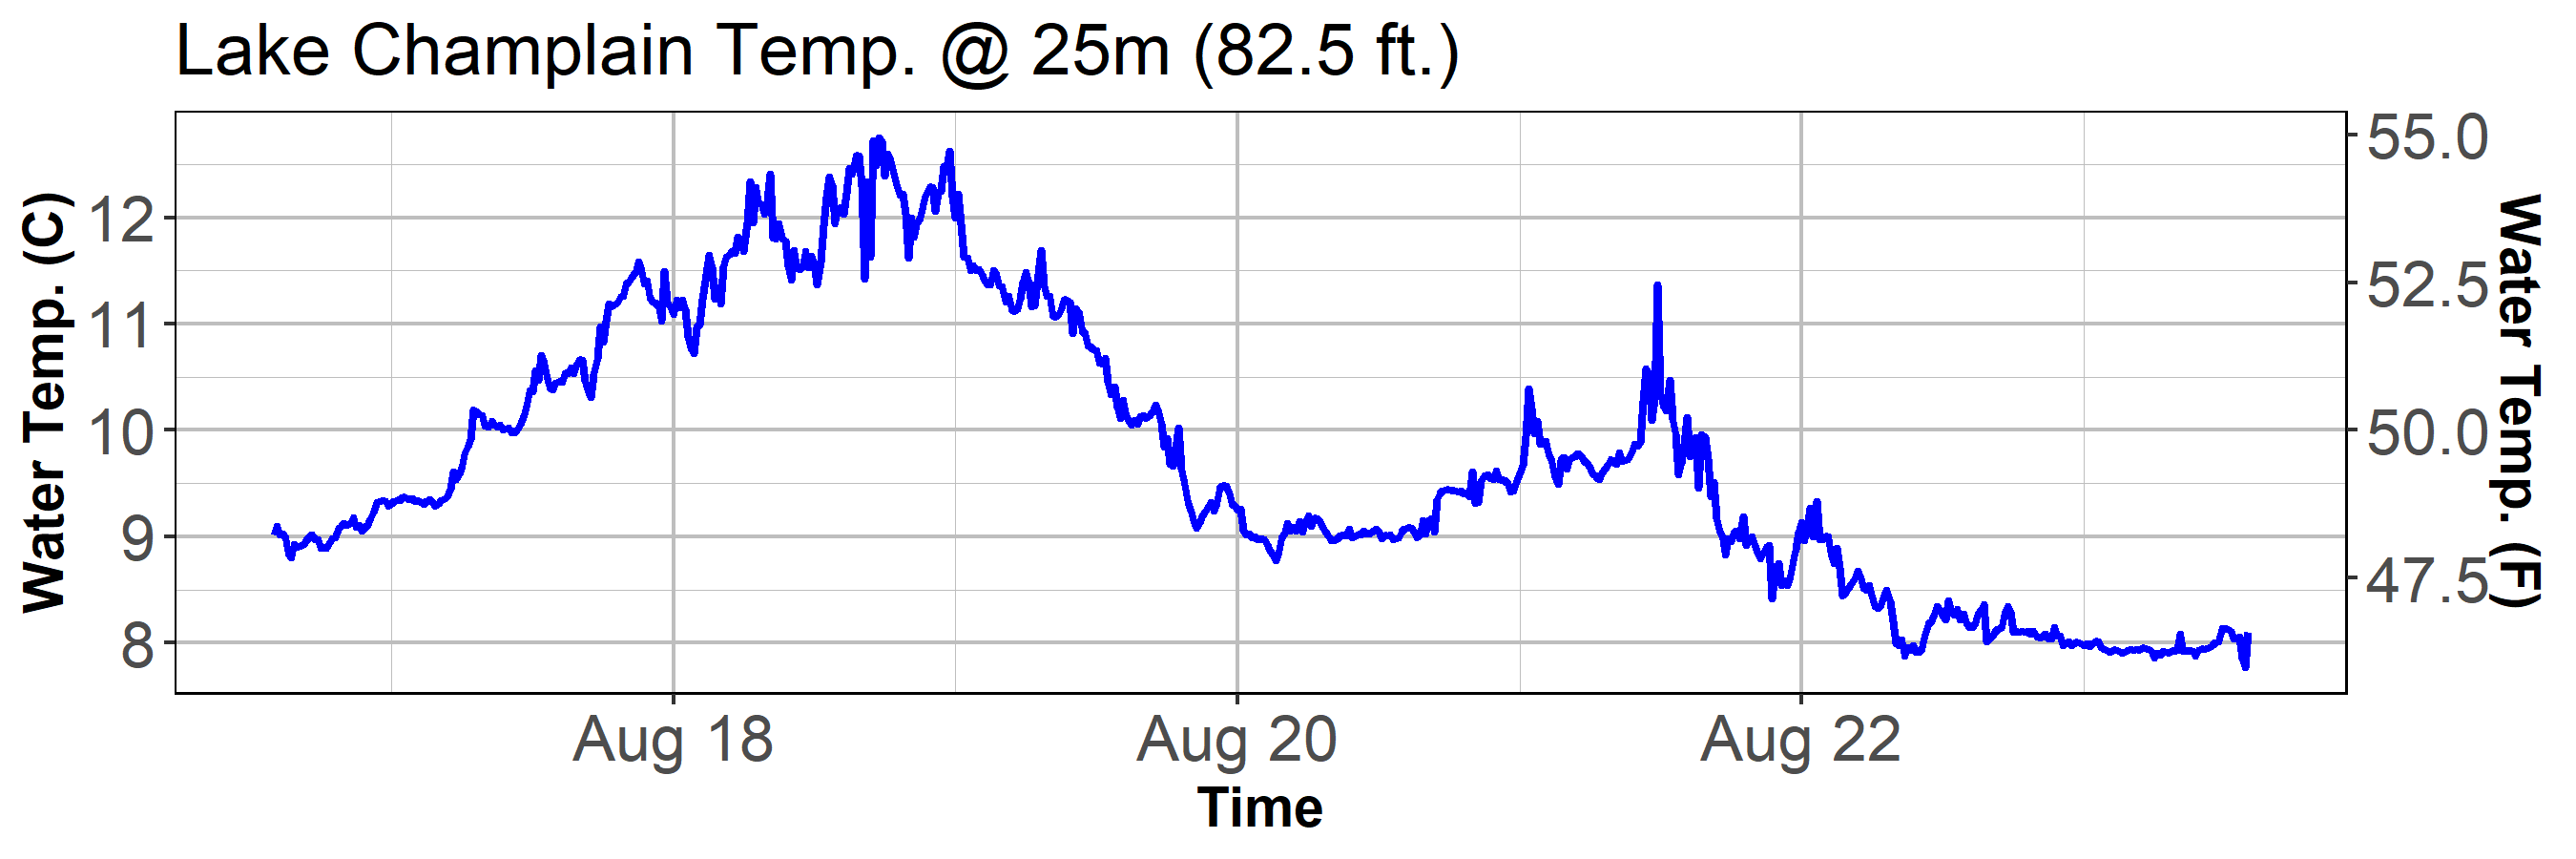 Lake Champlain Temp. @ 25m (82.5 ft.)
Water Temp. (C)
12
11
10
9
8
55.0
52.5
50.0
47.5
Water Temp. (F)
Aug 18
Aug 20
Aug 22
Time